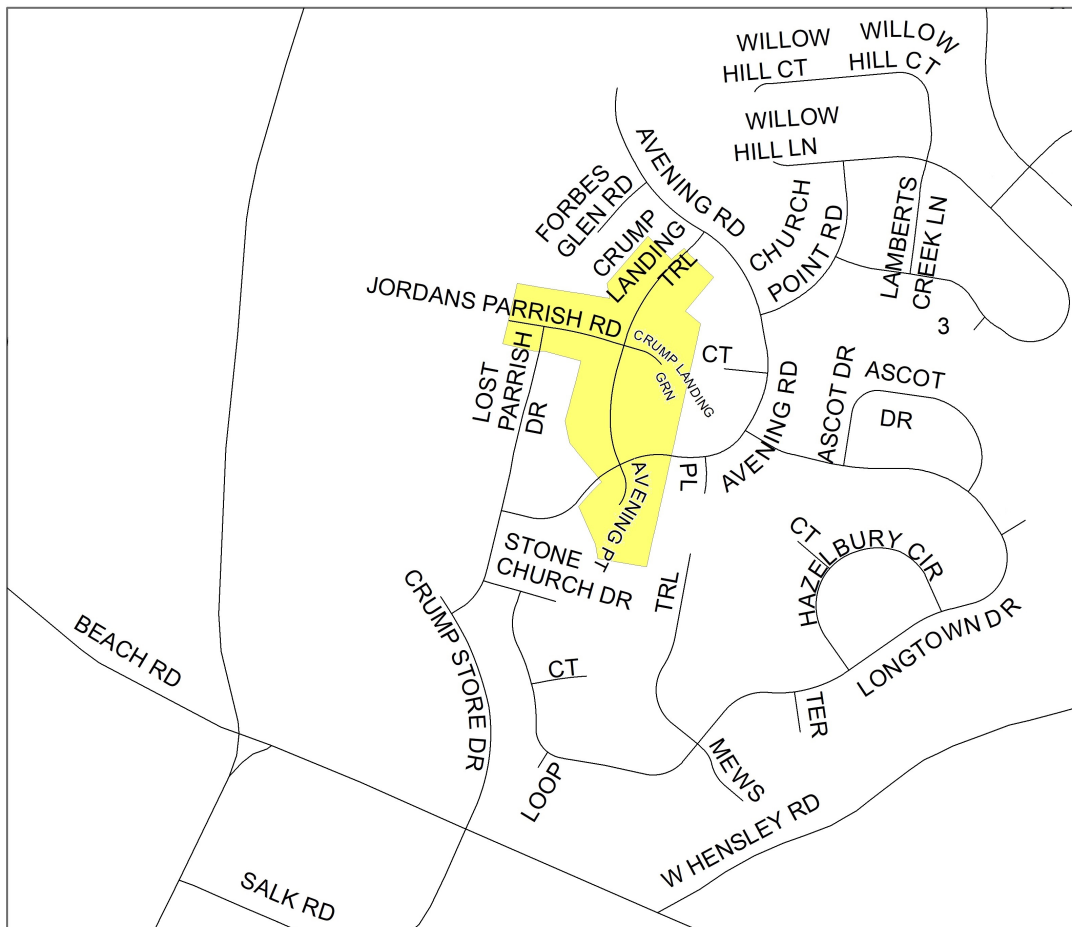 WILLOW
HILL CT
WILLOW
HILL CT
WILLOW
HILL LN
AVENING RD
FORBES
GLEN RD
CHURCH
POINT RD
LAMBERTS
CREEK LN
CRUMP
LANDING
TRL
JORDANS PARRISH RD
3
CRUMP LANDING
GRN
CT
LOST
PARRISH
DR
AVENING RD
ASCOT DR
ASCOT
DR
PL
AVENING PT
STONE
CHURCH DR
TRL
CT
HAZELBURY CIR
LONGTOWN DR
CRUMP STORE DR
BEACH RD
CT
TER
MEWS
LOOP
W HENSLEY RD
SALK RD